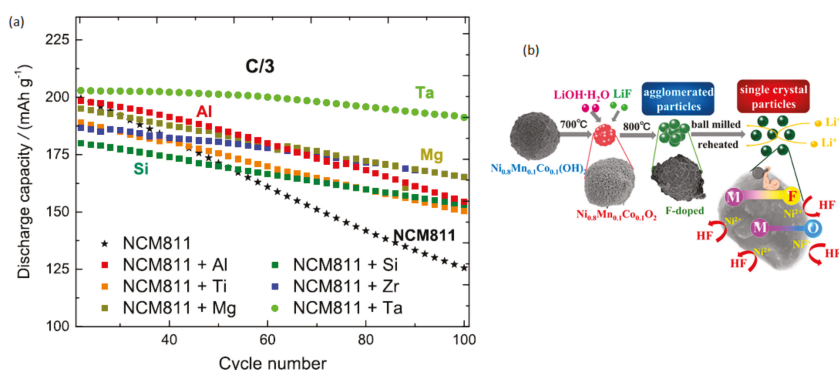 (a)
C/3
Ta
Al
Mg
Si
NCM811
NCM811
NCM811 + Al
NCM811 + Ti
NCM811 + Mg
NCM811 + Si
NCM811 + Zr
NCM811 + Ta
225
200
175
150
125
100
40
60
80
100
Discharge capacity / (mAh g⁻¹)
Cycle number
(b)
LiOH·H₂O
LiF
agglomerated
particles
single crystal
particles
700℃
800℃
ball milled
reheated
Li⁺
Li⁺
Ni₀.₈Mn₀.₁Co₀.₁(OH)₂
Ni₀.₈Mn₀.₁Co₀.₁O₂
F-doped
M
F
HF
Ni²⁺
Ni²⁺
M
O
HF
Ni²⁺
HF
Ni²⁺
HF
HF